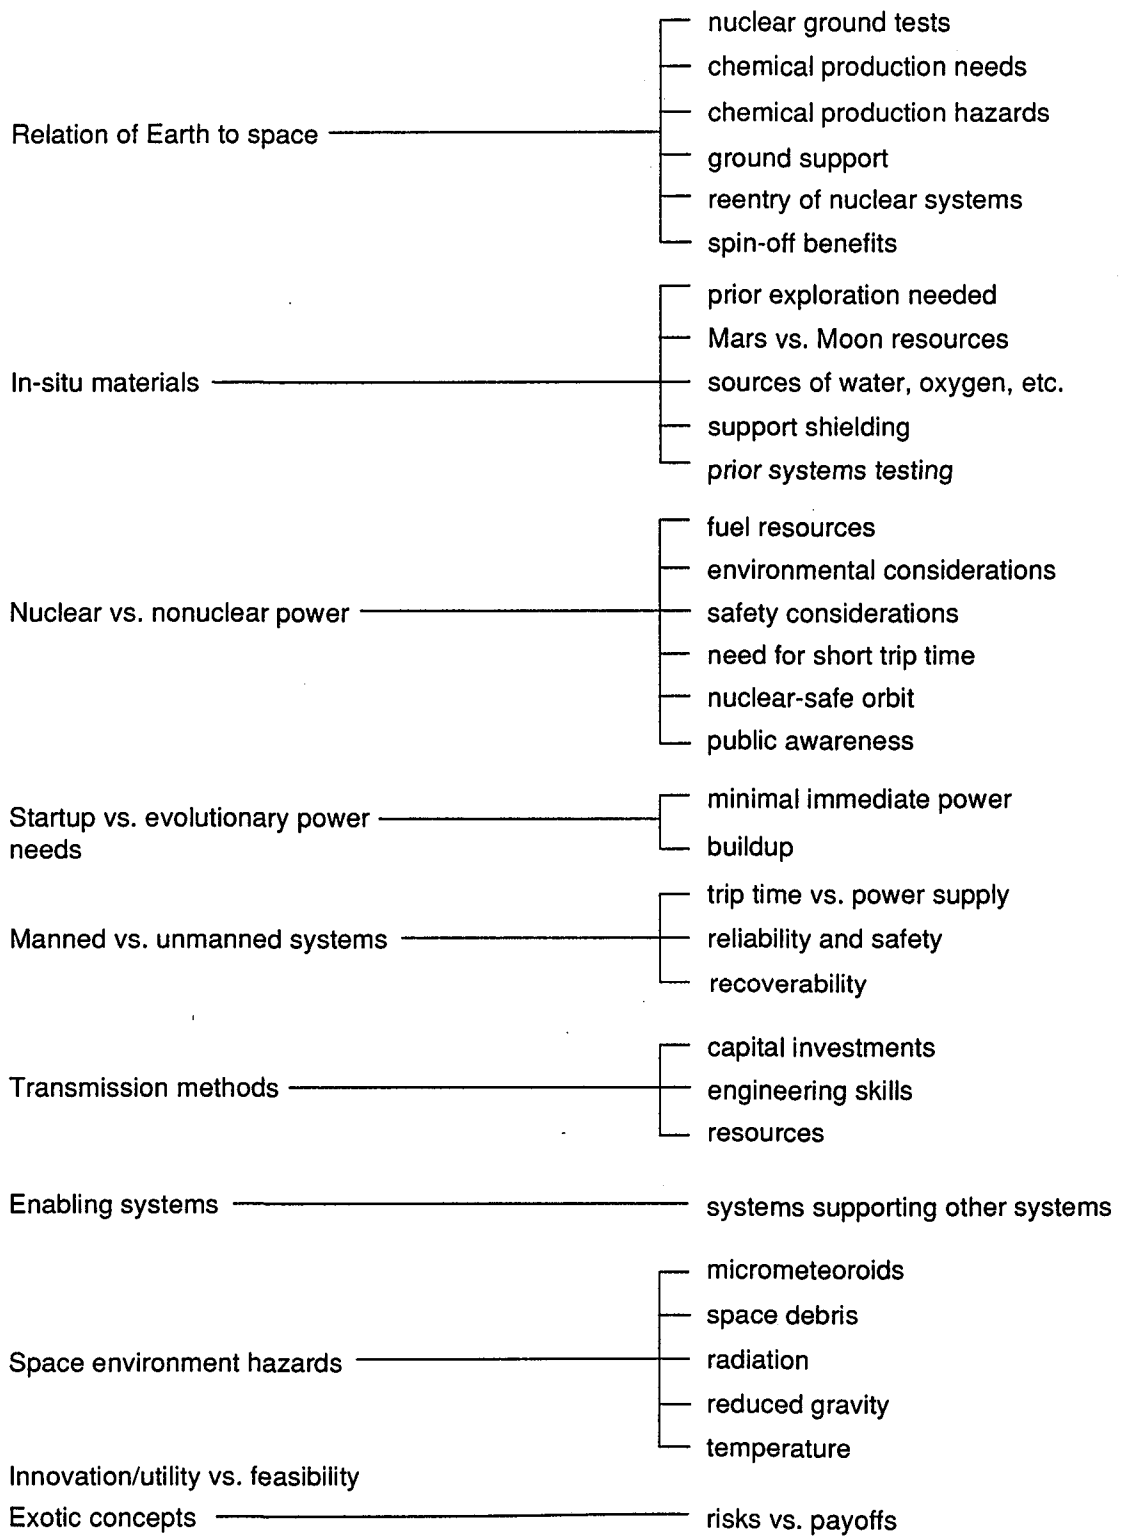 Relation of Earth to space
nuclear ground tests
chemical production needs
chemical production hazards
ground support
reentry of nuclear systems
spin-off benefits
In-situ materials
prior exploration needed
Mars vs. Moon resources
sources of water, oxygen, etc.
support shielding
prior systems testing
Nuclear vs. nonuclear power
fuel resources
environmental considerations
safety considerations
need for short trip time
nuclear-safe orbit
public awareness
Startup vs. evolutionary power
needs
minimal immediate power
buildup
Manned vs. unmanned systems
trip time vs. power supply
reliability and safety
recoverability
Transmission methods
capital investments
engineering skills
resources
Enabling systems
systems supporting other systems
Space environment hazards
micrometeoroids
space debris
radiation
reduced gravity
temperature
Innovation/utility vs. feasibility
Exotic concepts
risks vs. payoffs